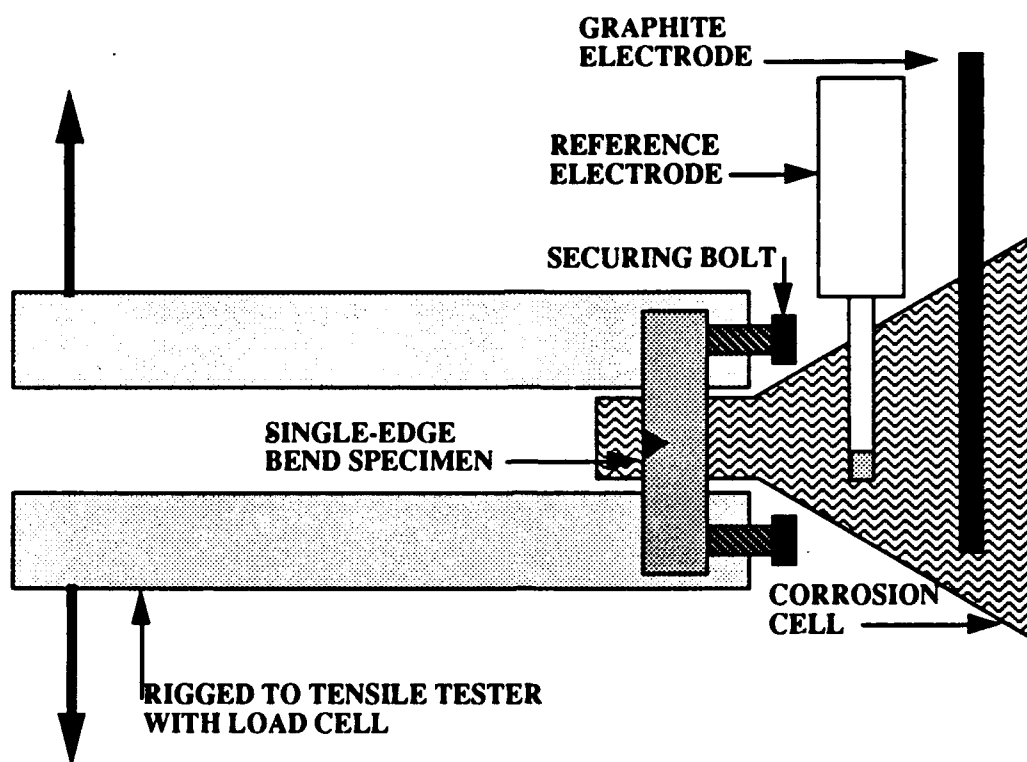 GRAPHITE
ELECTRODE
REFERENCE
ELECTRODE
SECURING BOLT
SINGLE-EDGE
BEND SPECIMEN
CORROSION
CELL
RIGGED TO TENSILE TESTER
WITH LOAD CELL